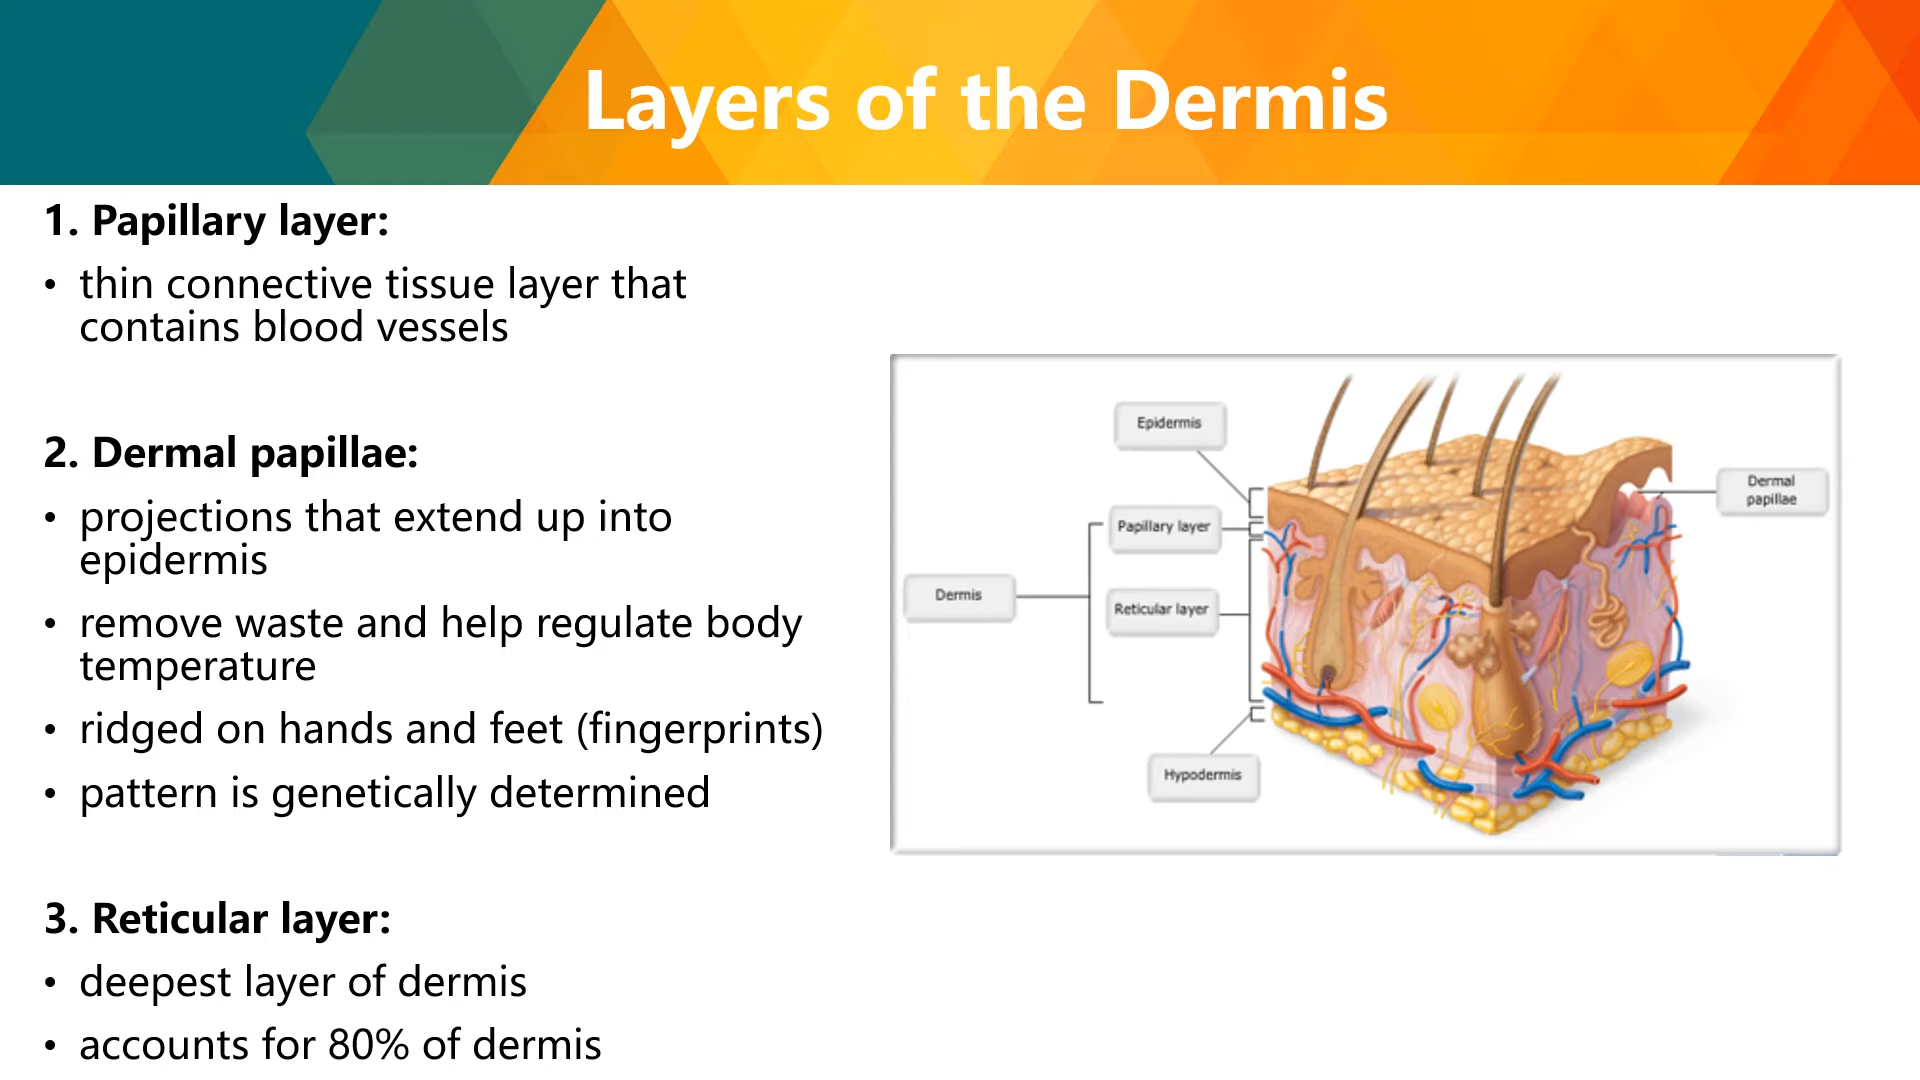 Layers of the Dermis
1. Papillary layer:
• thin connective tissue layer that
contains blood vessels
2. Dermal papillae:
• projections that extend up into
epidermis
• remove waste and help regulate body
temperature
• ridged on hands and feet (fingerprints)
• pattern is genetically determined
3. Reticular layer:
• deepest layer of dermis
• accounts for 80% of dermis
Epidermis
Dermal
papillae
Papillary layer
Dermis
Reticular layer
Hypodermis